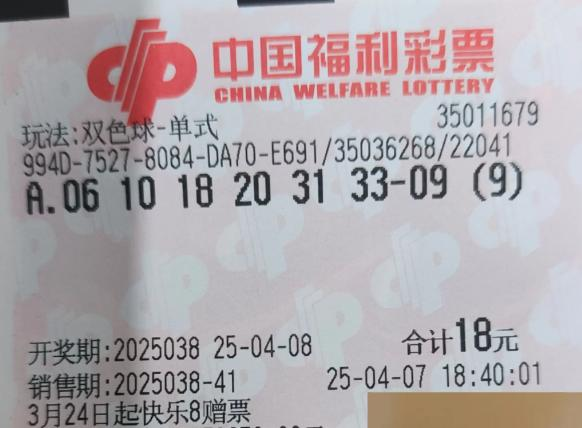 中国福利彩票
CHINA WELFARE LOTTERY
玩法:双色球-单式 35011679
994D-7527-8084-DA70-E691/35036268/22041
A.06 10 18 20 31 33-09 (9)
开奖期:2025038 25-04-08 合计18元
销售期:2025038-41 25-04-07 18:40:01
3月24日起快乐8赠票